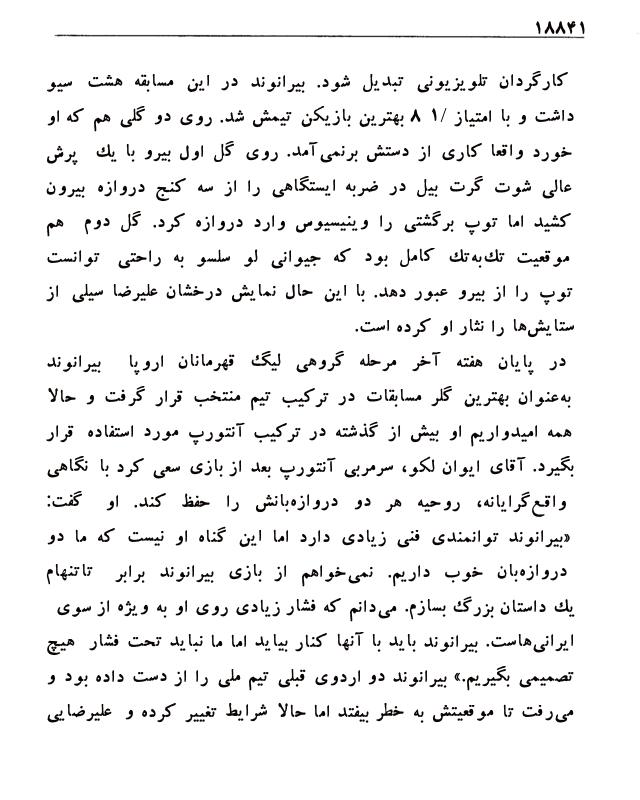 ۱۸۸۴۱
کارگردان تلویزیونی تبدیل شود. بیرانوند در این مسابقه هشت سیو
داشت و با امتیاز /۱ ۸ بهترین بازیکن تیمش شد. روی دو گلی هم که او
خورد واقعا کاری از دستش برنمی‌آمد. روی گل اول بیرو با یك پرش
عالی شوت گرت بیل در ضربه ایستگاهی را از سه کنج دروازه بیرون
کشید اما توپ برگشتی را وینیسیوس وارد دروازه کرد. گل دوم هم
موقعیت تك‌به‌تك کامل بود که جیوانی لو سلسو به راحتی توانست
توپ را از بیرو عبور دهد. با این حال نمایش درخشان علیرضا سیلی از
ستایش‌ها را نثار او کرده است.
در پایان هفته آخر مرحله گروهی لیگ قهرمانان اروپا بیرانوند
به‌عنوان بهترین گلر مسابقات در ترکیب تیم منتخب قرار گرفت و حالا
همه امیدواریم او بیش از گذشته در ترکیب آنتورپ مورد استفاده قرار
بگیرد. آقای ایوان لکو، سرمربی آنتورپ بعد از بازی سعی کرد با نگاهی
واقع‌گرایانه، روحیه هر دو دروازه‌بانش را حفظ کند. او گفت:
«بیرانوند توانمندی فنی زیادی دارد اما این گناه او نیست که ما دو
دروازه‌بان خوب داریم. نمی‌خواهم از بازی بیرانوند برابر تاتنهام
یك داستان بزرگ بسازم. می‌دانم که فشار زیادی روی او به ویژه از سوی
ایرانی‌هاست. بیرانوند باید با آنها کنار بیاید اما ما نباید تحت فشار هیچ
تصمیمی بگیریم.» بیرانوند دو اردوی قبلی تیم ملی را از دست داده بود و
می‌رفت تا موقعیتش به خطر بیفتد اما حالا شرایط تغییر کرده و علیرضایی